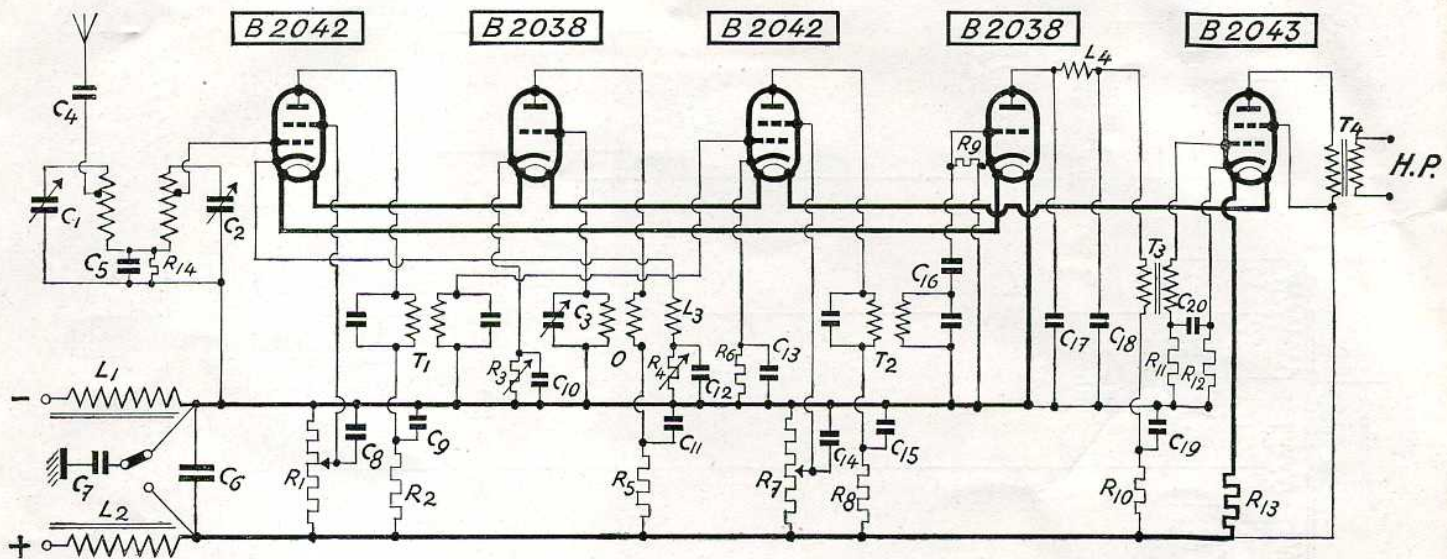 B2042 B2038 B2042 B2038 B2043
L4
C4 R9 T4
H.P.
C1 C2
C5 R14 T3
C16 C20
C3 L3
T1 R3 C10 O R4 C12 R6 C13 T2 C17 C18 R11 R12
L1
-
C8 C9 C11 C14 C15 C19
C7 C6 R1 R2 R5 R7 R8 R10 R13
L2
+